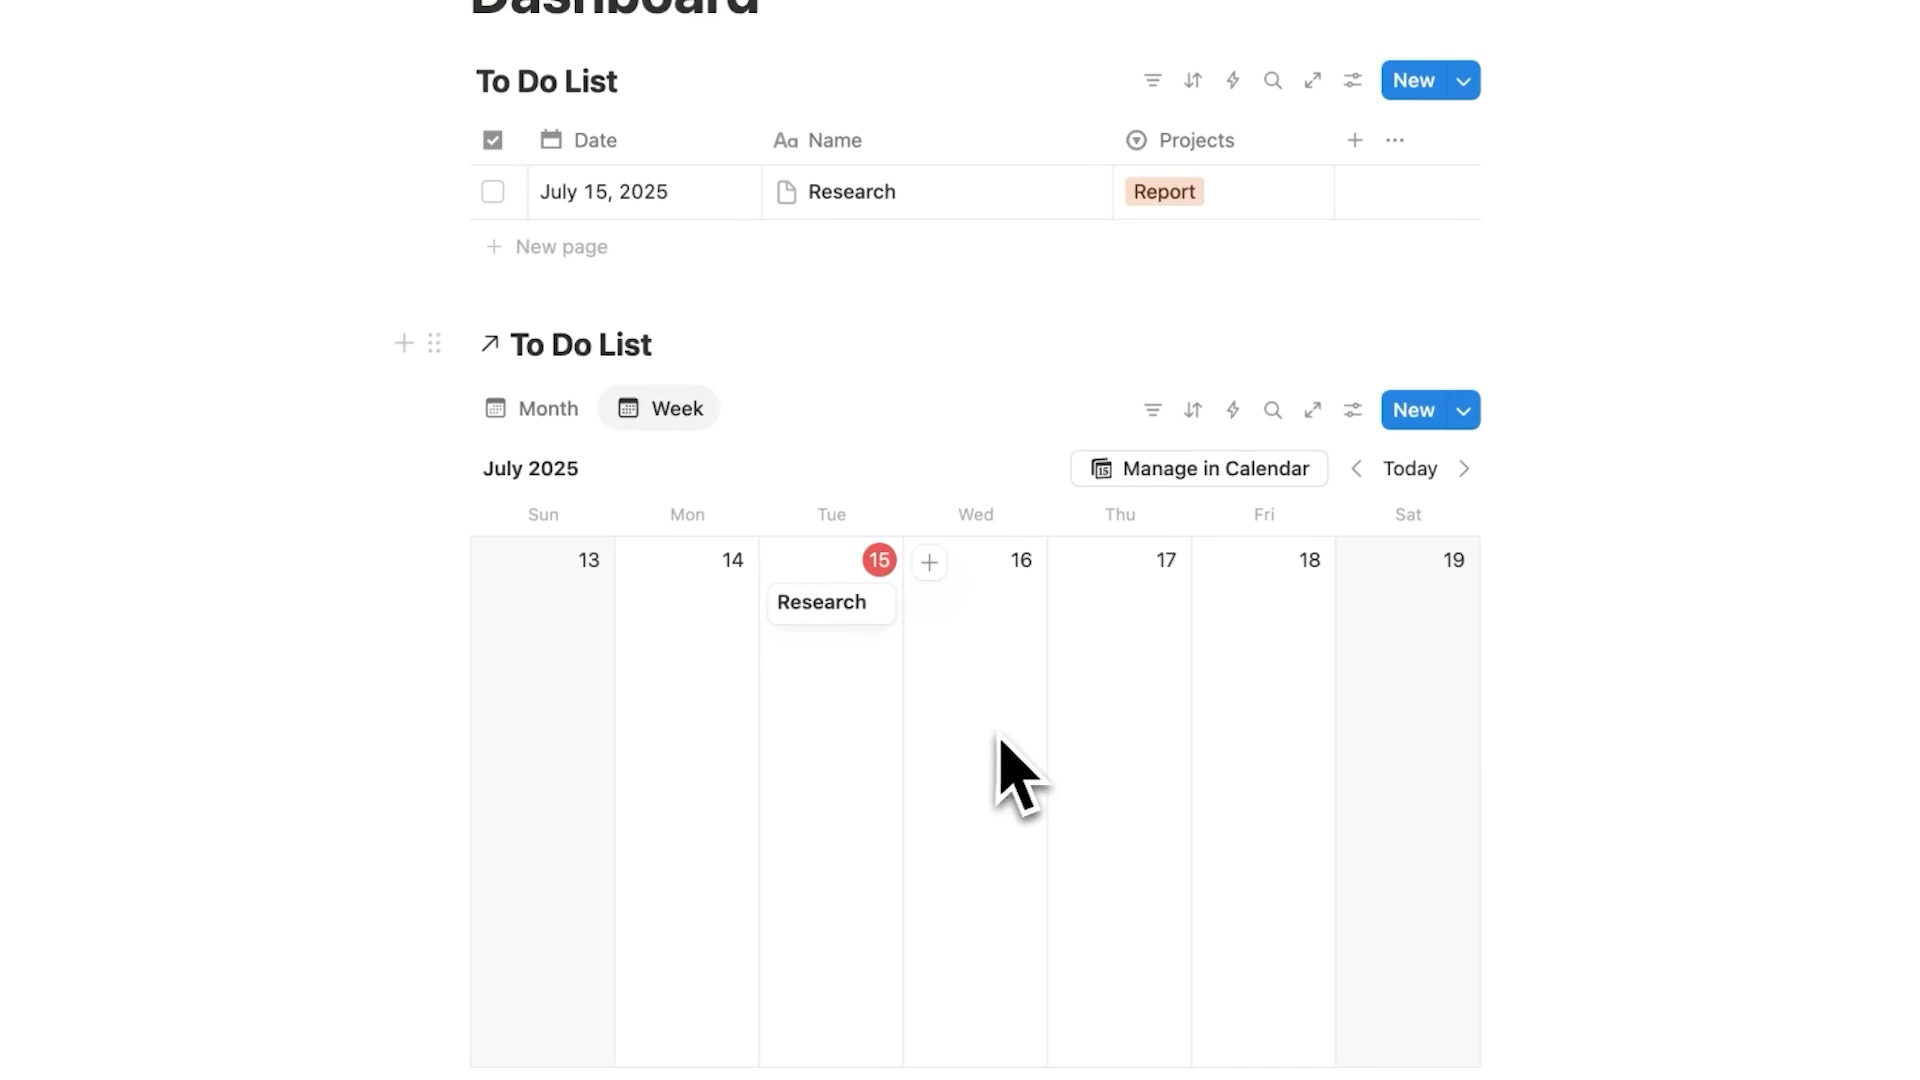 Dashboard
To Do List
New
Date
Aa Name
Projects
July 15, 2025
Research
Report
New page
To Do List
Month
Week
New
July 2025
15 Manage in Calendar
Today
Sun Mon Tue Wed Thu Fri Sat
13 14 15 16 17 18 19
Research